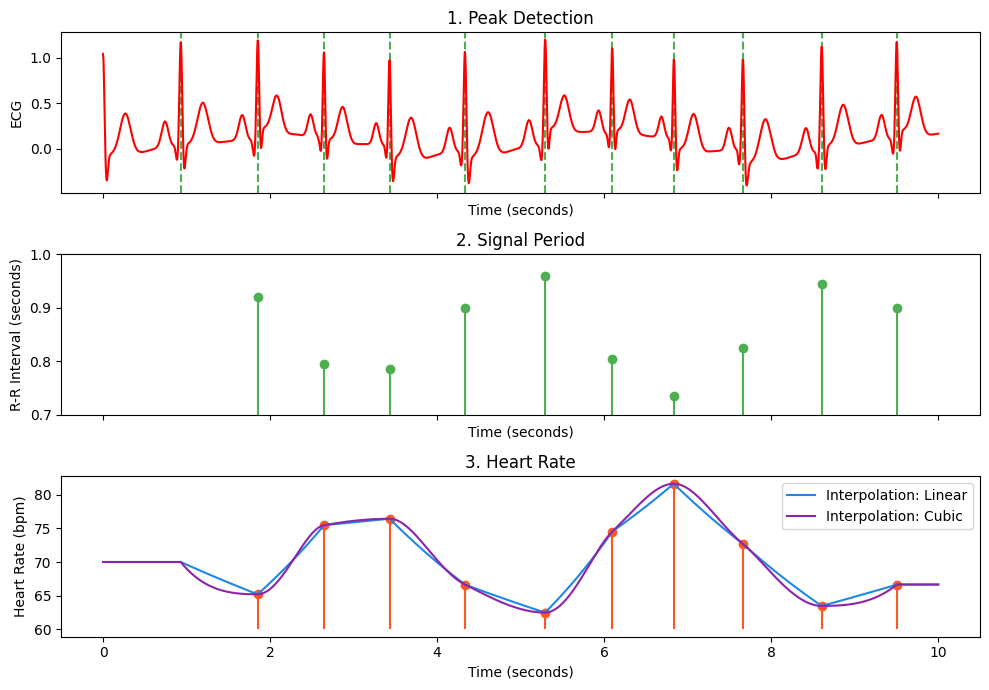 1. Peak Detection
1.0
0.5
0.0
ECG
Time (seconds)
2. Signal Period
1.0
0.9
0.8
0.7
R-R Interval (seconds)
Time (seconds)
3. Heart Rate
80
75
70
65
60
Heart Rate (bpm)
Interpolation: Linear
Interpolation: Cubic
0 2 4 6 8 10
Time (seconds)